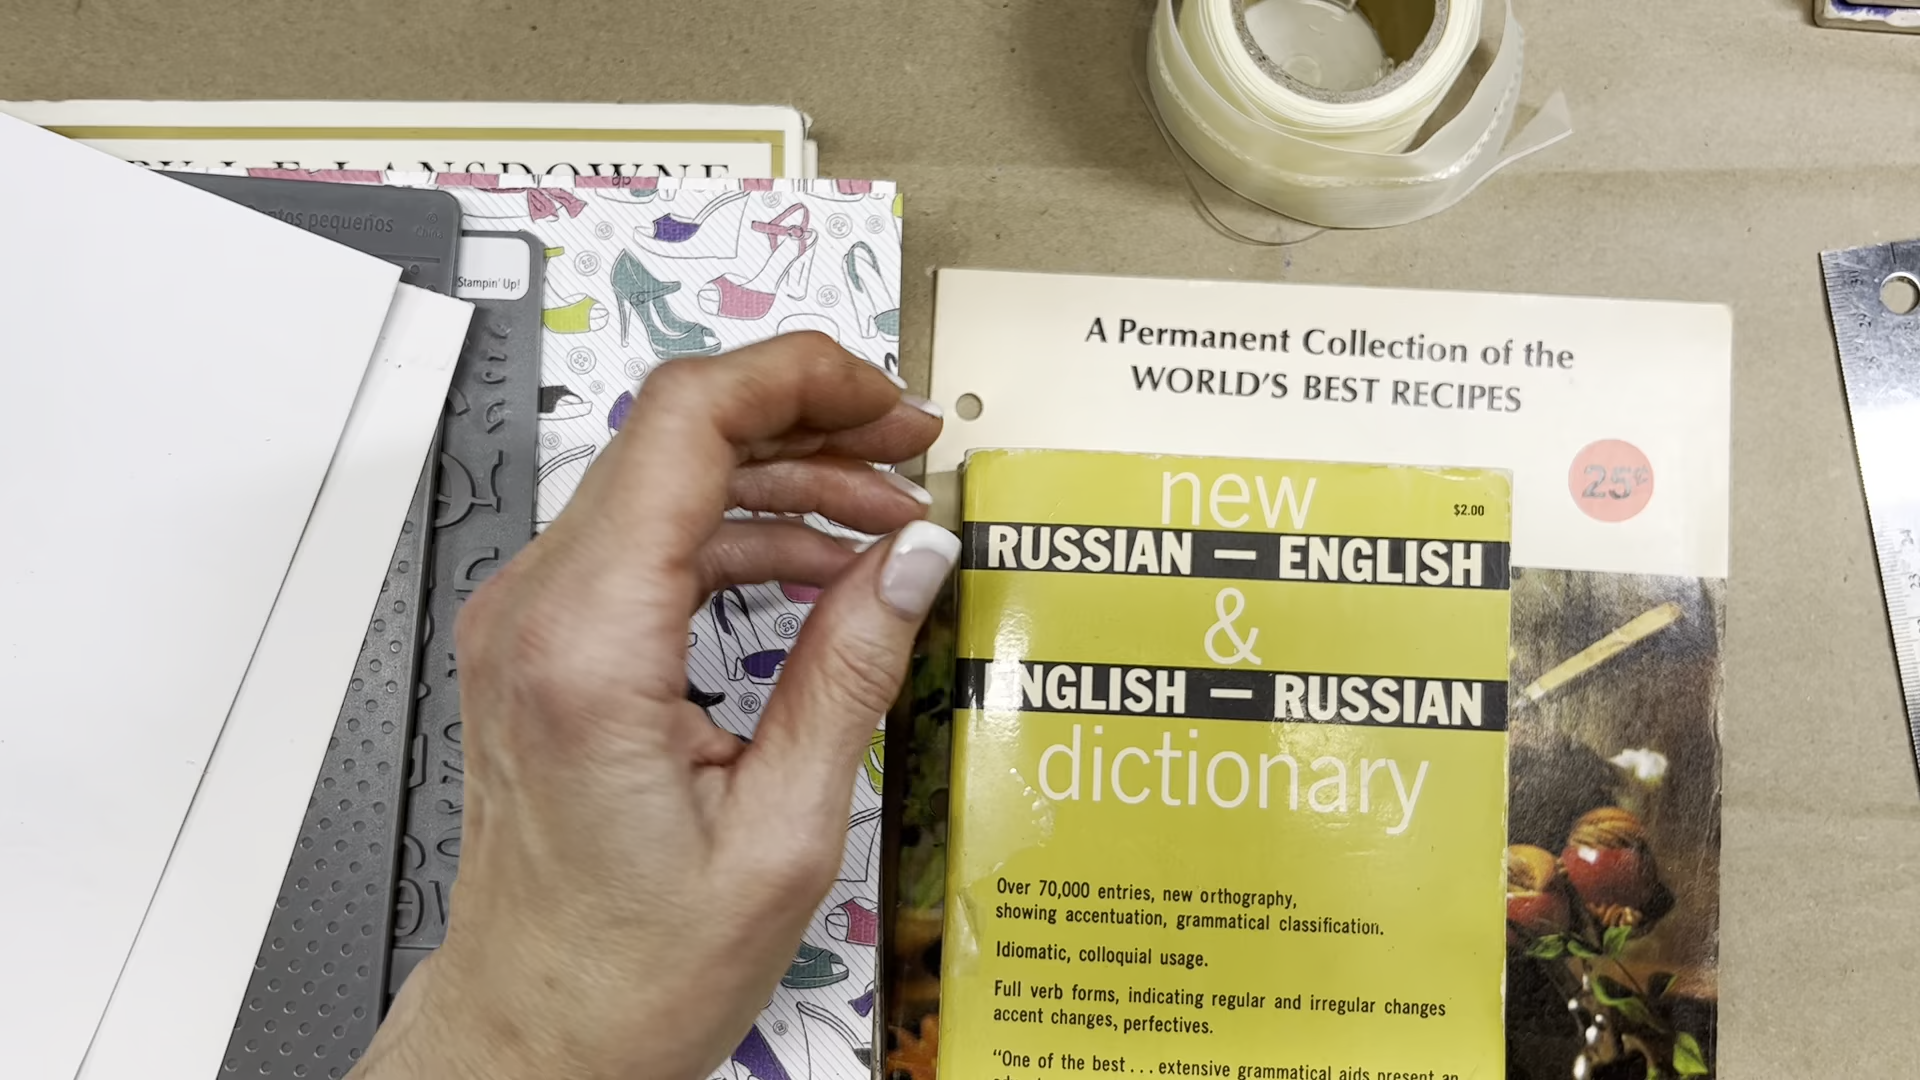 LANSDOWNE
pequeños
Stampin' Up!
A Permanent Collection of the
WORLD'S BEST RECIPES
25¢
new
$2.00
RUSSIAN — ENGLISH
&
ENGLISH — RUSSIAN
dictionary
Over 70,000 entries, new orthography,
showing accentuation, grammatical classification.
Idiomatic, colloquial usage.
Full verb forms, indicating regular and irregular changes
accent changes, perfectives.
“One of the best . . . extensive grammatical aids present an